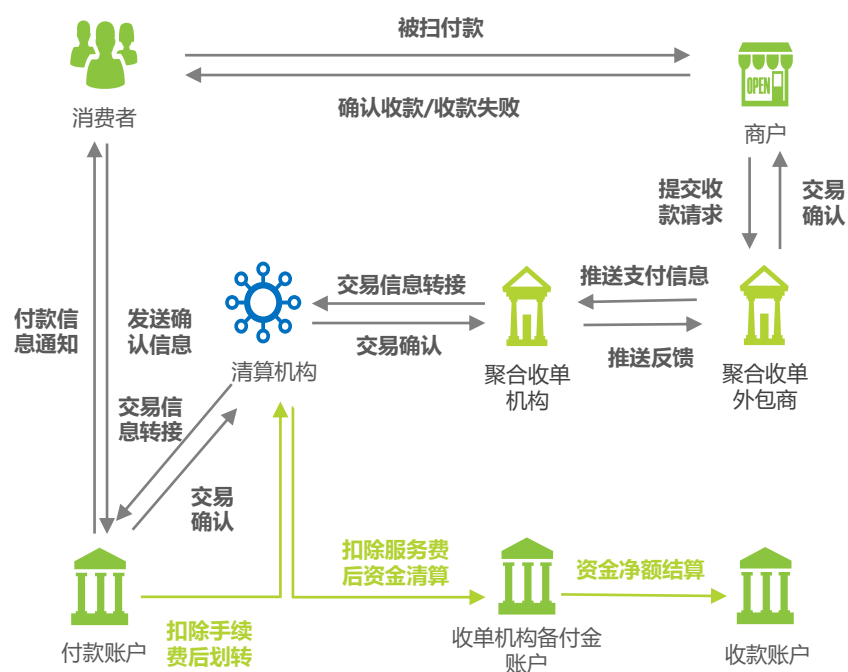 被扫付款
确认收款/收款失败
消费者
OPEN
商户
提交收
款请求
交易
确认
付款信
息通知
发送确
认信息
清算机构
交易信息转接
交易确认
聚合收单
机构
推送支付信息
推送反馈
聚合收单
外包商
交易信
息转接
交易
确认
付款账户
扣除手续
费后划转
扣除服务费
后资金清算
收单机构备付金
账户
资金净额结算
收款账户